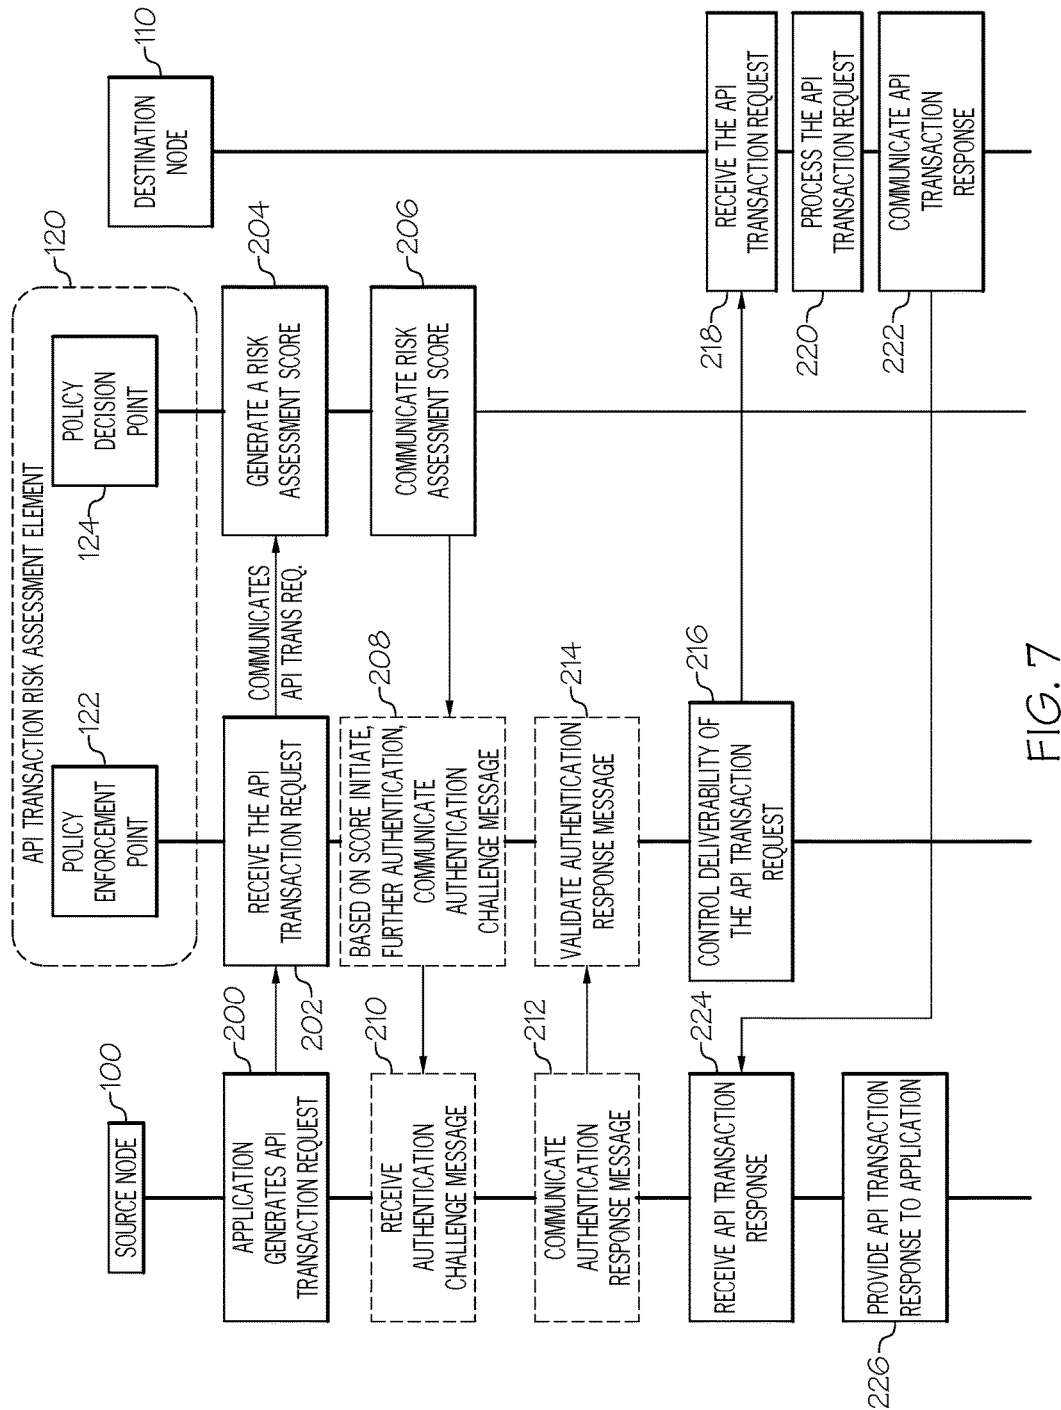 API TRANSACTION RISK ASSESSMENT ELEMENT
120
SOURCE NODE
100
POLICY
ENFORCEMENT
POINT
122
POLICY
DECISION
POINT
124
DESTINATION
NODE
110
APPLICATION
GENERATES API
TRANSACTION REQUEST
200
RECEIVE THE API
TRANSACTION REQUEST
202
COMMUNICATES
API TRANS REQ.
GENERATE A RISK
ASSESSMENT SCORE
204
COMMUNICATE RISK
ASSESSMENT SCORE
206
BASED ON SCORE INITIATE,
FURTHER AUTHENTICATION,
COMMUNICATE
AUTHENTICATION
CHALLENGE MESSAGE
208
RECEIVE
AUTHENTICATION
CHALLENGE MESSAGE
210
COMMUNICATE
AUTHENTICATION
RESPONSE MESSAGE
212
VALIDATE AUTHENTICATION
RESPONSE MESSAGE
214
CONTROL DELIVERABILITY OF
THE API TRANSACTION
REQUEST
216
RECEIVE THE API
TRANSACTION REQUEST
218
PROCESS THE API
TRANSACTION REQUEST
220
COMMUNICATE API
TRANSACTION
RESPONSE
222
RECEIVE API TRANSACTION
RESPONSE
224
PROVIDE API TRANSACTION
RESPONSE TO APPLICATION
226
FIG. 7